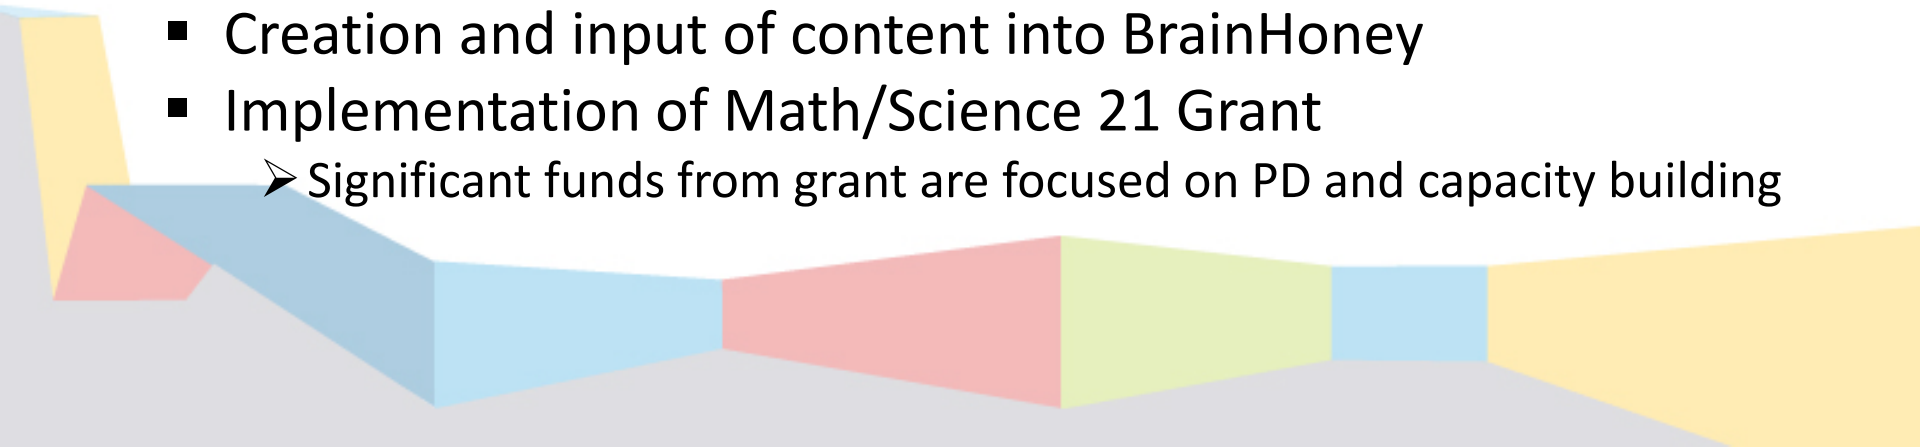 ▪ Creation and input of content into BrainHoney
▪ Implementation of Math/Science 21 Grant
➢ Significant funds from grant are focused on PD and capacity building